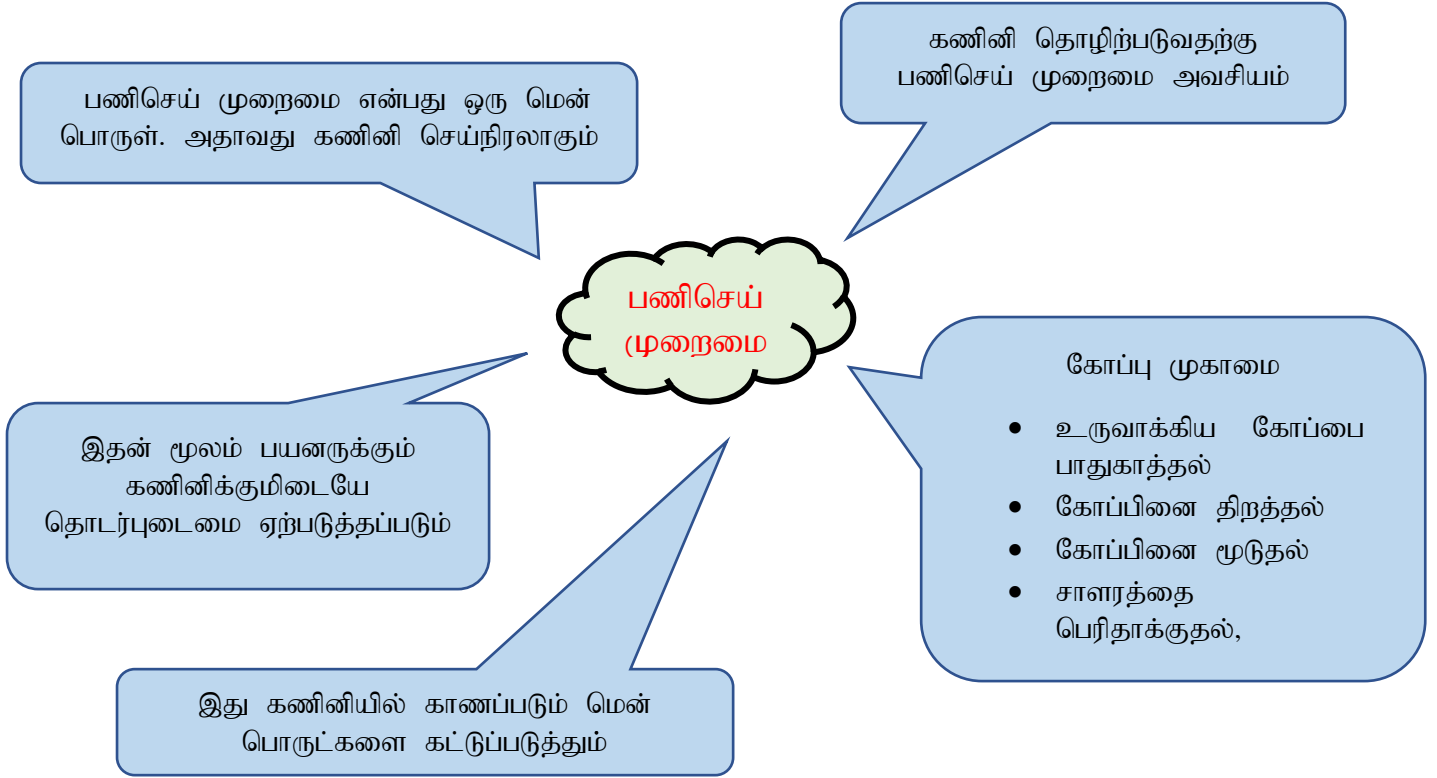 பணிசெய் முறைமை என்பது ஒரு மென்
பொருள். அதாவது கணினி செய்நிரலாகும்
கணினி தொழிற்படுவதற்கு
பணிசெய் முறைமை அவசியம்
பணிசெய்
முறைமை
கோப்பு முகாமை
• உருவாக்கிய கோப்பை
பாதுகாத்தல்
• கோப்பினை திறத்தல்
• கோப்பினை மூடுதல்
• சாளரத்தை
பெரிதாக்குதல்,
இதன் மூலம் பயனருக்கும்
கணினிக்குமிடையே
தொடர்புடைமை ஏற்படுத்தப்படும்
இது கணினியில் காணப்படும் மென்
பொருட்களை கட்டுப்படுத்தும்